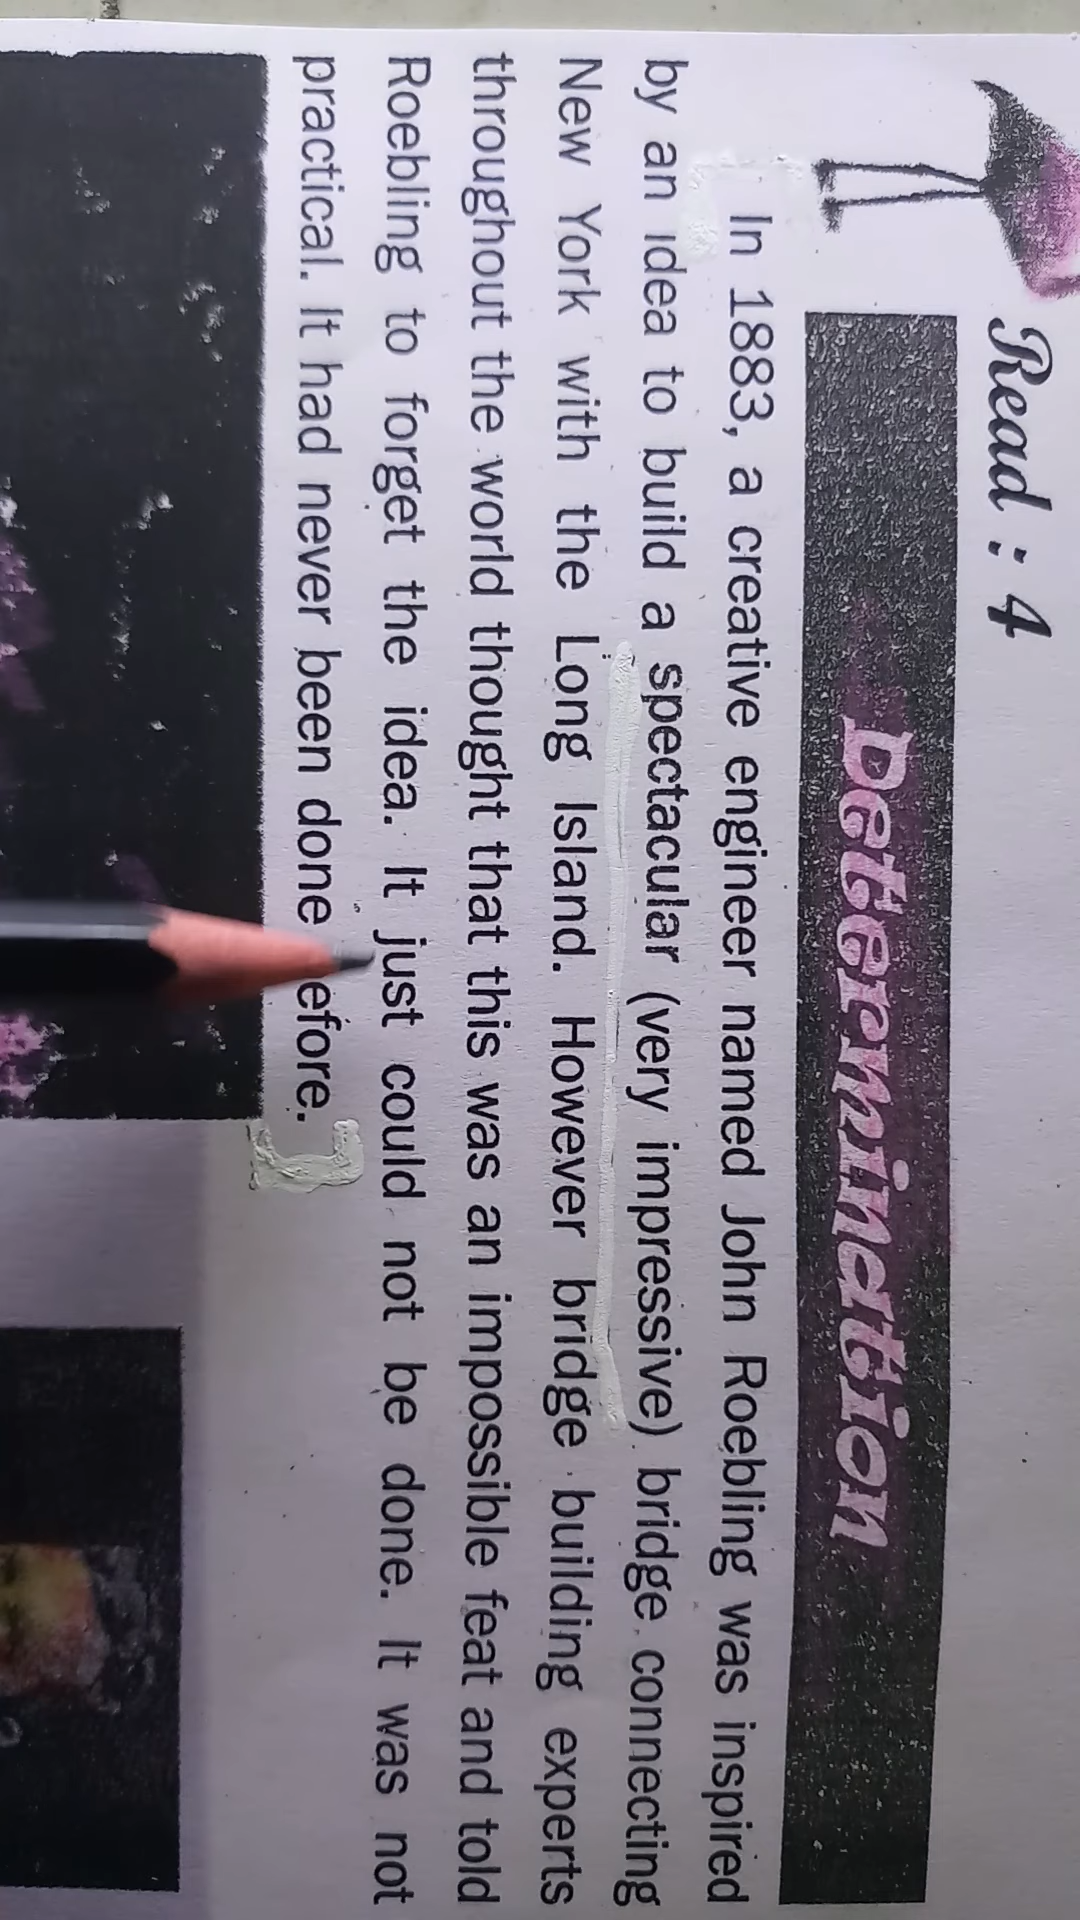 Read : 4
Determination
In 1883, a creative engineer named John Roebling was inspired
by an idea to build a spectacular (very impressive) bridge connecting
New York with the Long Island. However bridge building experts
throughout the world thought that this was an impossible feat and told
Roebling to forget the idea. It just could not be done. It was not
practical. It had never been done efore.